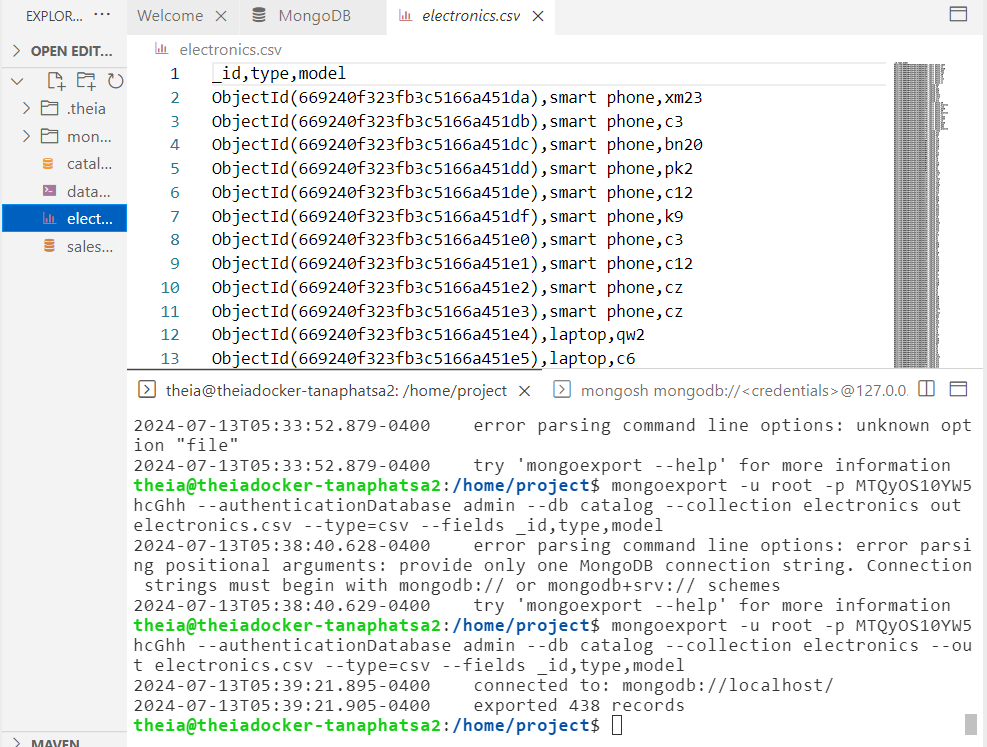 EXPLOR... ···
Welcome
MongoDB
electronics.csv
OPEN EDIT...
.theia
mon...
catal...
data...
elect...
sales...
MAVEN
electronics.csv
1 _id,type,model
2 ObjectId(669240f323fb3c5166a451da),smart phone,xm23
3 ObjectId(669240f323fb3c5166a451db),smart phone,c3
4 ObjectId(669240f323fb3c5166a451dc),smart phone,bn20
5 ObjectId(669240f323fb3c5166a451dd),smart phone,pk2
6 ObjectId(669240f323fb3c5166a451de),smart phone,c12
7 ObjectId(669240f323fb3c5166a451df),smart phone,k9
8 ObjectId(669240f323fb3c5166a451e0),smart phone,c3
9 ObjectId(669240f323fb3c5166a451e1),smart phone,c12
10 ObjectId(669240f323fb3c5166a451e2),smart phone,cz
11 ObjectId(669240f323fb3c5166a451e3),smart phone,cz
12 ObjectId(669240f323fb3c5166a451e4),laptop,qw2
13 ObjectId(669240f323fb3c5166a451e5),laptop,c6
theia@theiadocker-tanaphatsa2: /home/project
mongosh mongodb://<credentials>@127.0.0.
2024-07-13T05:33:52.879-0400 error parsing command line options: unknown opt
ion "file"
2024-07-13T05:33:52.879-0400 try 'mongoexport --help' for more information
theia@theiadocker-tanaphatsa2:/home/project$ mongoexport -u root -p MTQyOS10YW5
hcGhh --authenticationDatabase admin --db catalog --collection electronics out
electronics.csv --type=csv --fields _id,type,model
2024-07-13T05:38:40.628-0400 error parsing command line options: error parsi
ng positional arguments: provide only one MongoDB connection string. Connection
strings must begin with mongodb:// or mongodb+srv:// schemes
2024-07-13T05:38:40.629-0400 try 'mongoexport --help' for more information
theia@theiadocker-tanaphatsa2:/home/project$ mongoexport -u root -p MTQyOS10YW5
hcGhh --authenticationDatabase admin --db catalog --collection electronics --ou
t electronics.csv --type=csv --fields _id,type,model
2024-07-13T05:39:21.895-0400 connected to: mongodb://localhost/
2024-07-13T05:39:21.905-0400 exported 438 records
theia@theiadocker-tanaphatsa2:/home/project$